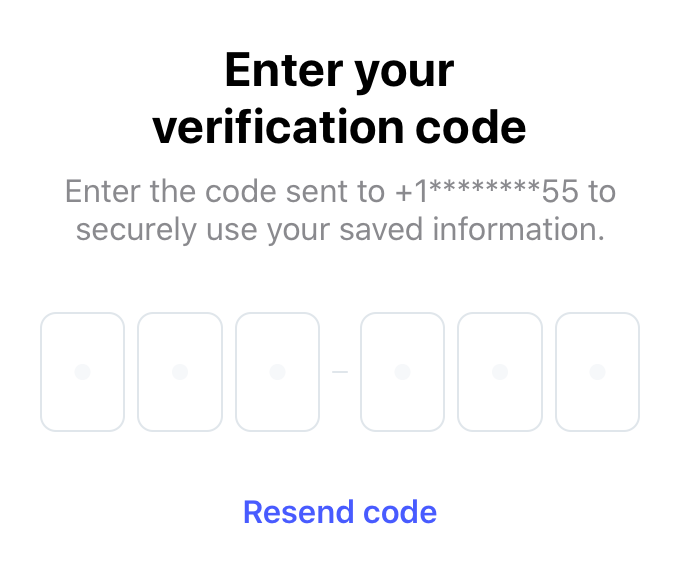 Enter your
verification code
Enter the code sent to +1********55 to
securely use your saved information.
–
Resend code